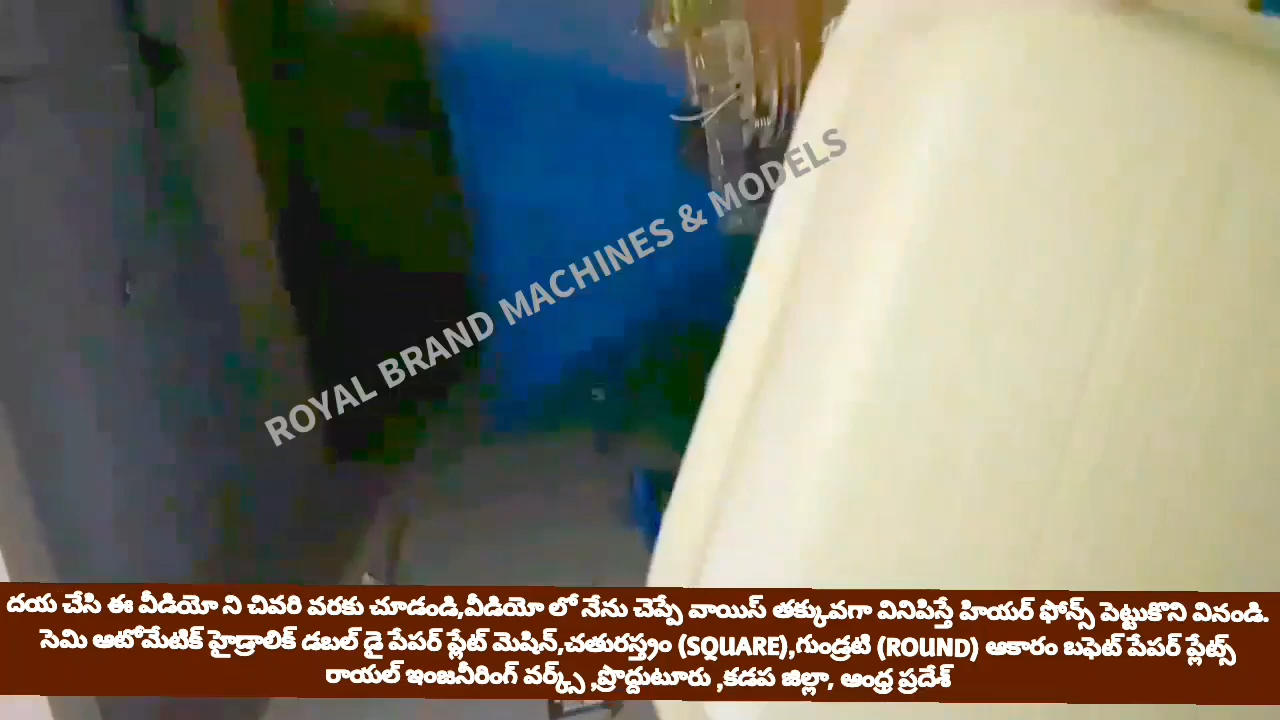 ROYAL BRAND MACHINES & MODELS
దయ చేసి ఈ వీడియో ని చివరి వరకు చూడండి,వీడియో లో నేను చెప్పే వాయిస్ తక్కువగా వినిపిస్తే హియర్ ఫోన్స్ పెట్టుకొని వినండి.
సెమి ఆటోమేటిక్ హైడ్రాలిక్ డబల్ డై పేపర్ ప్లేట్ మెషిన్,చతురస్త్రం (SQUARE),గుండ్రటి (ROUND) ఆకారం బఫెట్ పేపర్ ప్లేట్స్
రాయల్ ఇంజనీరింగ్ వర్క్స్ ,ప్రొద్దుటూరు ,కడప జిల్లా, ఆంధ్ర ప్రదేశ్